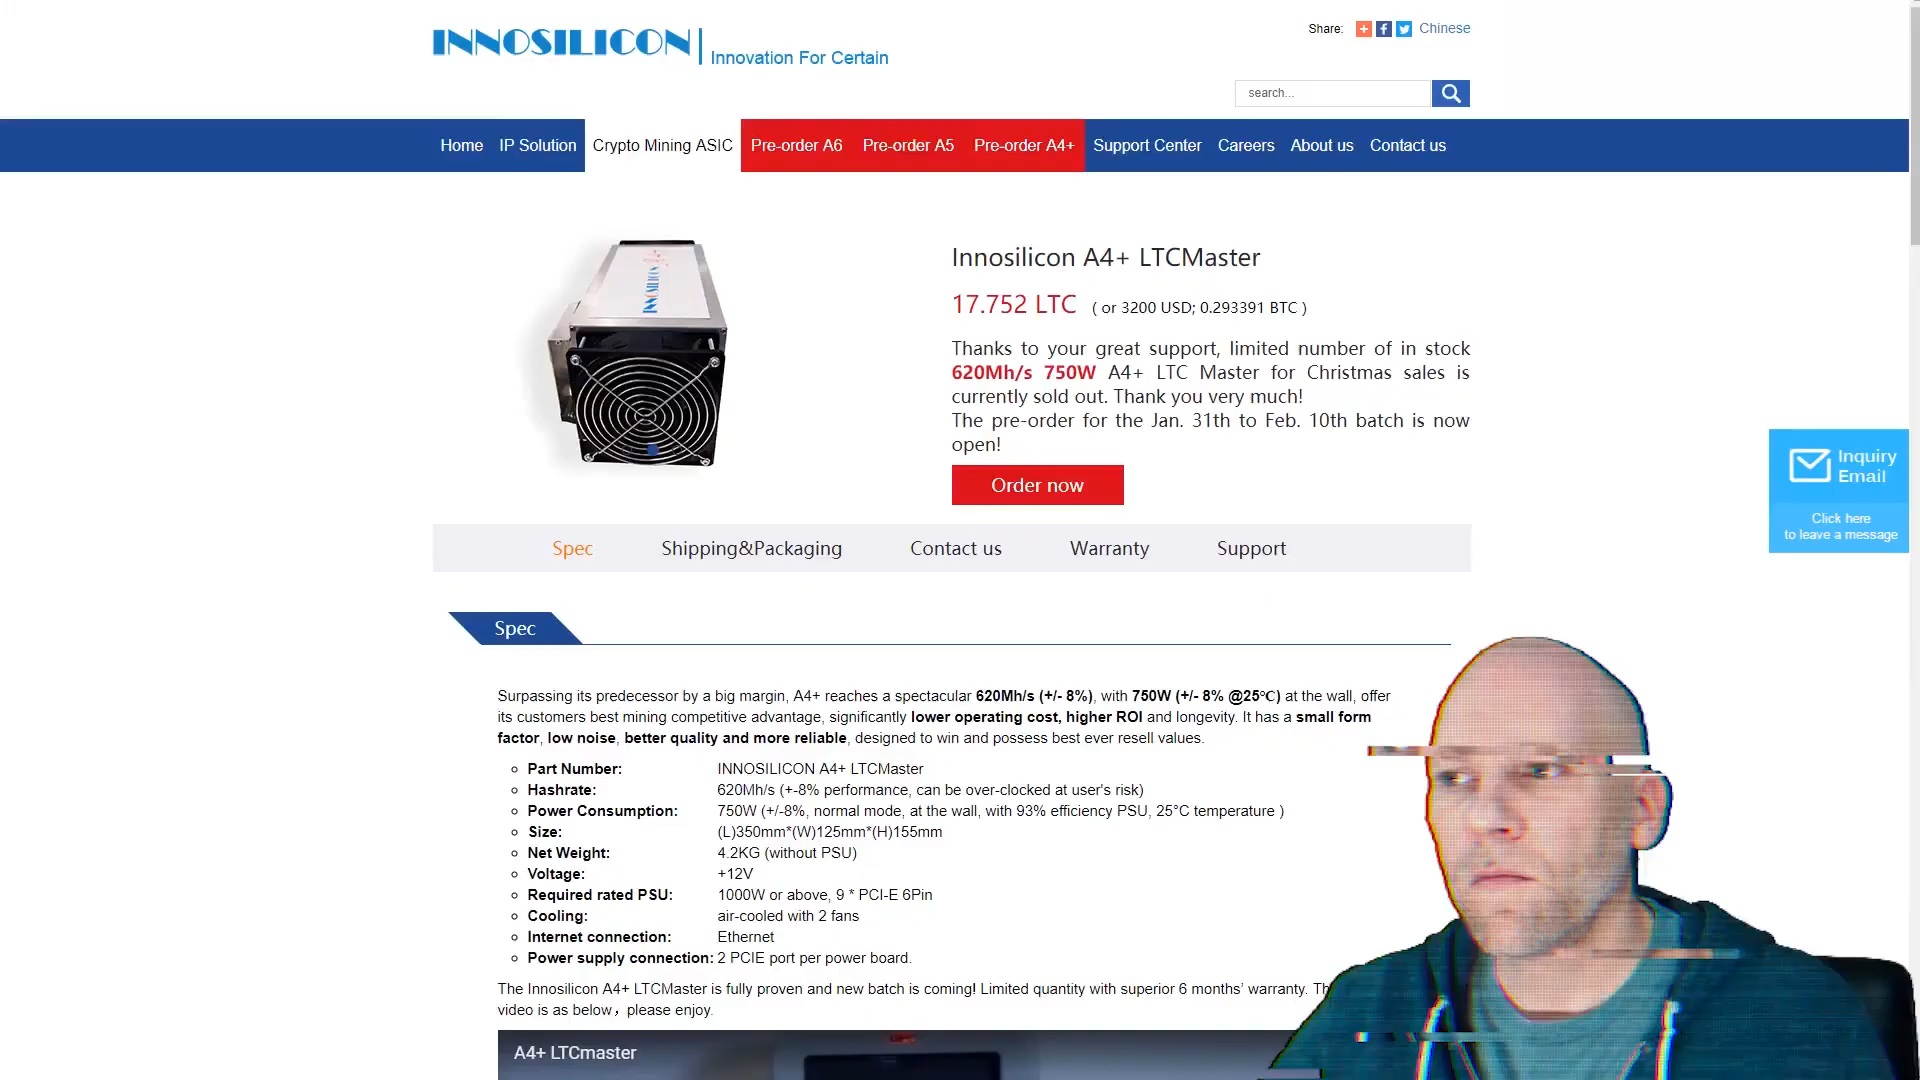 INNOSILICON
Innovation For Certain
Share:
Chinese
search...
Home IP Solution Crypto Mining ASIC Pre-order A6 Pre-order A5 Pre-order A4+ Support Center Careers About us Contact us
INNOSILICON
Innosilicon A4+ LTCMaster
17.752 LTC ( or 3200 USD; 0.293391 BTC )
Thanks to your great support, limited number of in stock
620Mh/s 750W A4+ LTC Master for Christmas sales is
currently sold out. Thank you very much!
The pre-order for the Jan. 31th to Feb. 10th batch is now
open!
Order now
Inquiry
Email
Click here
to leave a message
Spec Shipping&Packaging Contact us Warranty Support
Spec
Surpassing its predecessor by a big margin, A4+ reaches a spectacular 620Mh/s (+/- 8%), with 750W (+/- 8% @25℃) at the wall, offer
its customers best mining competitive advantage, significantly lower operating cost, higher ROI and longevity. It has a small form
factor, low noise, better quality and more reliable, designed to win and possess best ever resell values.
Part Number: INNOSILICON A4+ LTCMaster
Hashrate: 620Mh/s (+-8% performance, can be over-clocked at user's risk)
Power Consumption: 750W (+/-8%, normal mode, at the wall, with 93% efficiency PSU, 25°C temperature )
Size: (L)350mm*(W)125mm*(H)155mm
Net Weight: 4.2KG (without PSU)
Voltage: +12V
Required rated PSU: 1000W or above, 9 * PCI-E 6Pin
Cooling: air-cooled with 2 fans
Internet connection: Ethernet
Power supply connection: 2 PCIE port per power board.
The Innosilicon A4+ LTCMaster is fully proven and new batch is coming! Limited quantity with superior 6 months' warranty.
video is as below，please enjoy.
A4+ LTCmaster